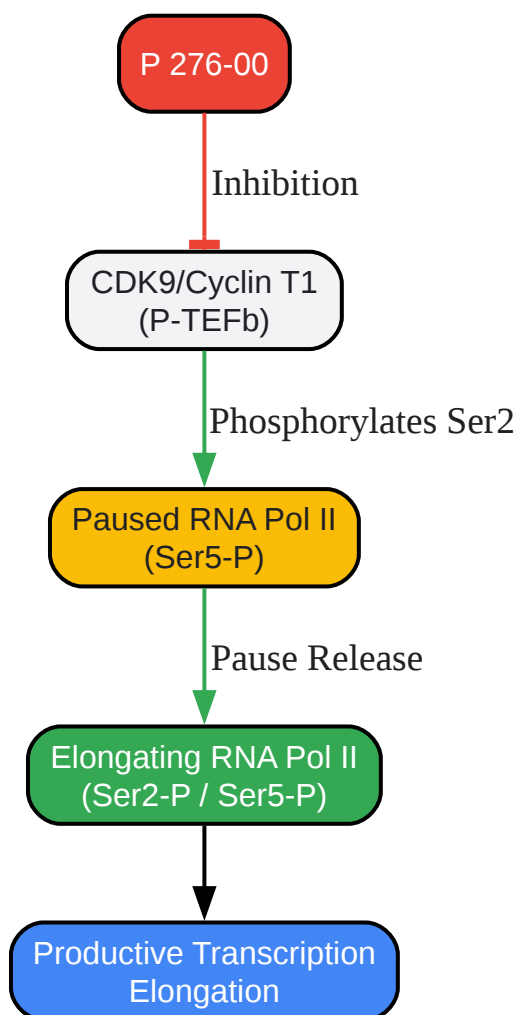 P 276-00
Inhibition
CDK9/Cyclin T1
(P-TEFb)
Phosphorylates Ser2
Paused RNA Pol II
(Ser5-P)
Pause Release
Elongating RNA Pol II
(Ser2-P / Ser5-P)
Productive Transcription
Elongation